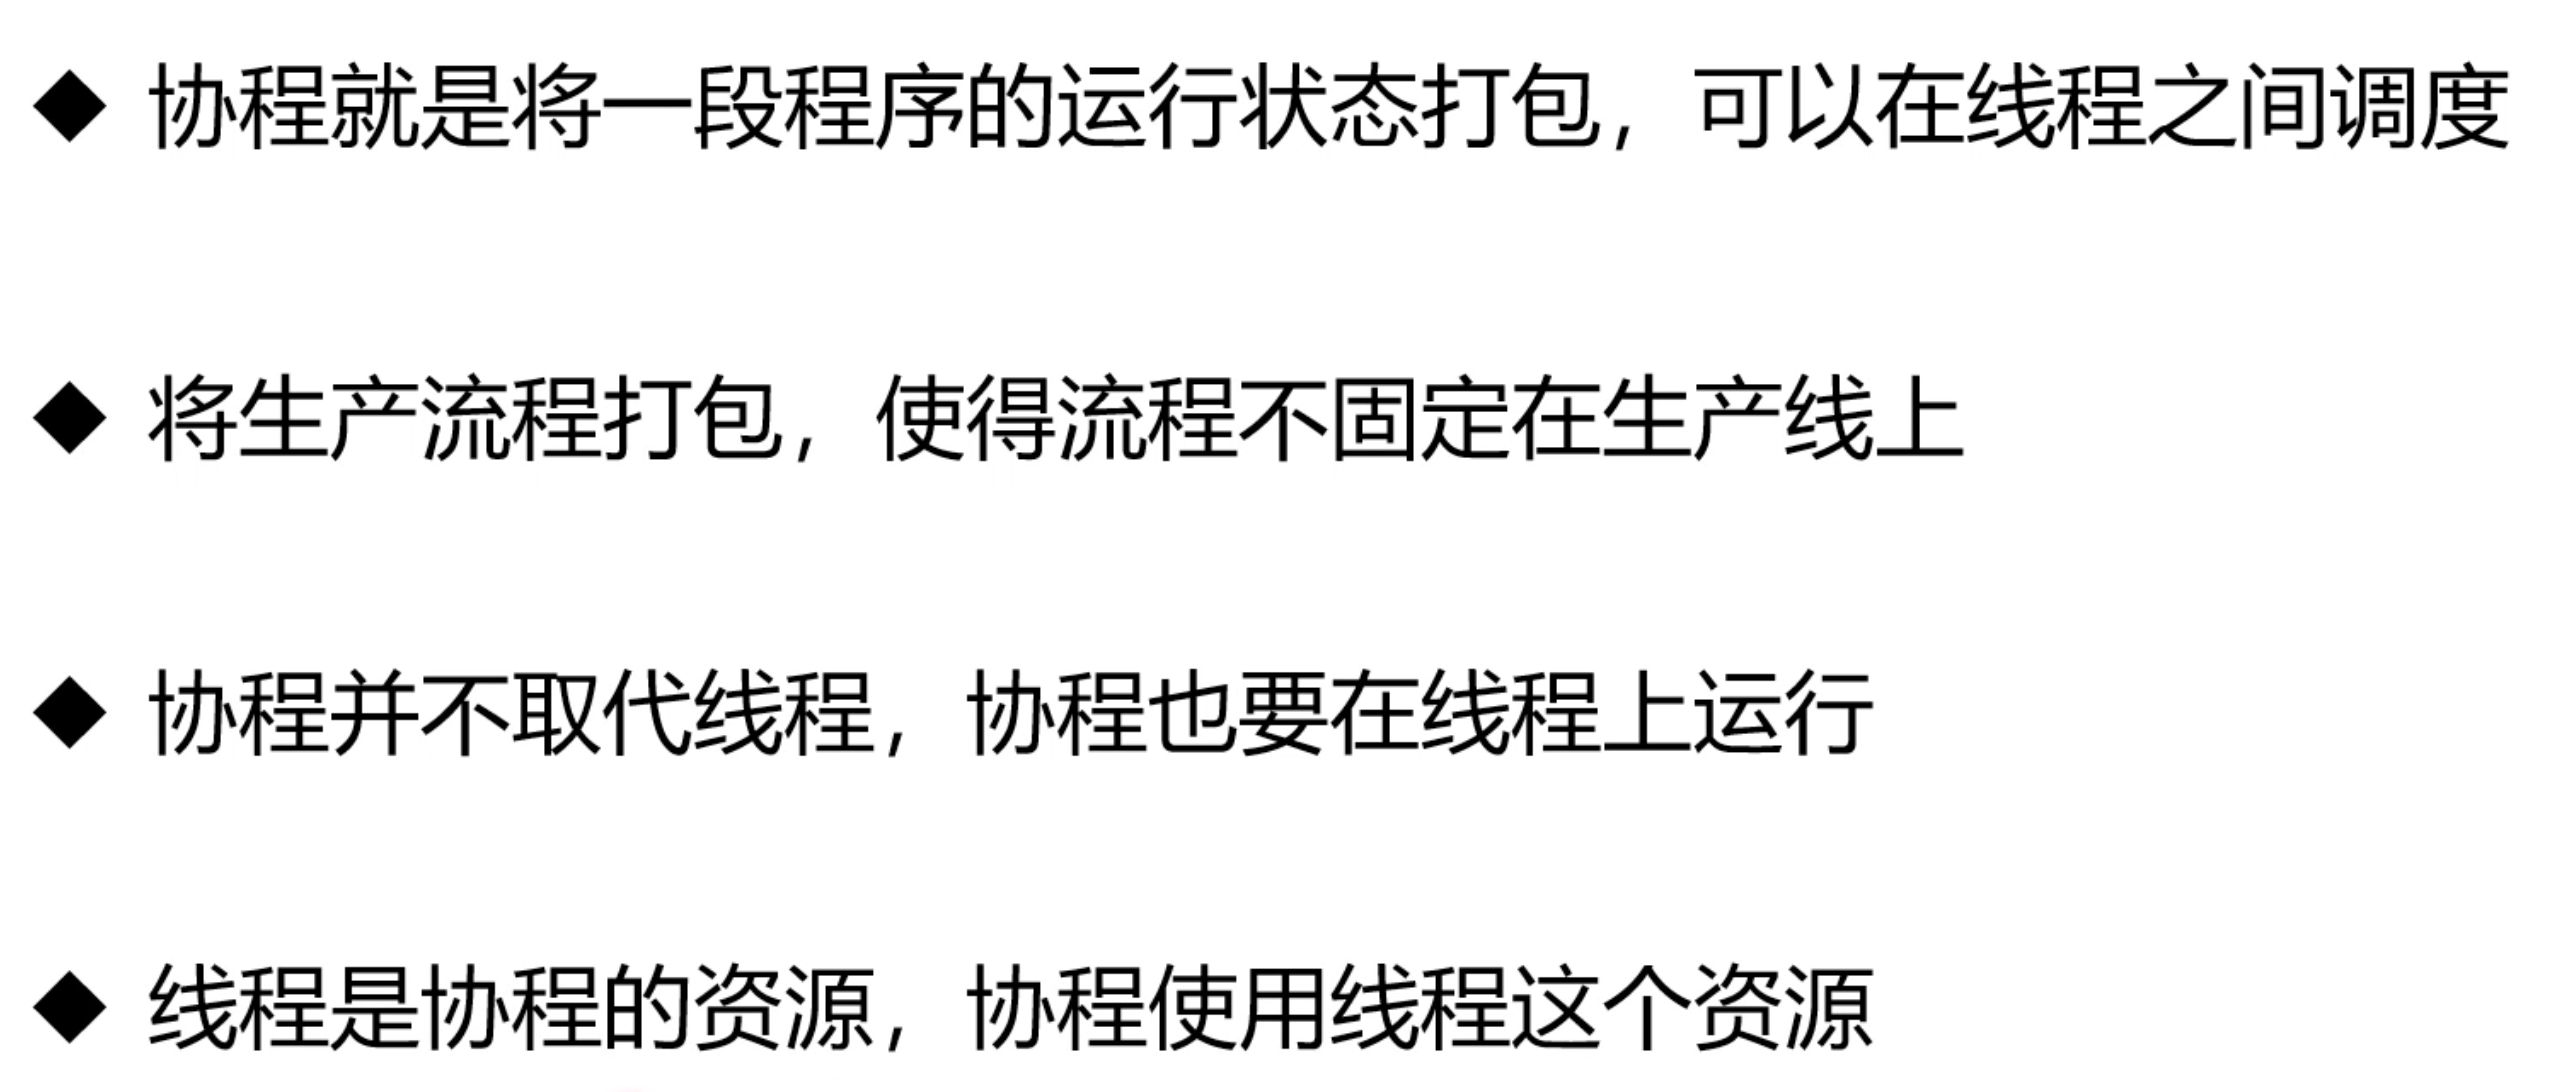 ◆ 协程就是将一段程序的运行状态打包，可以在线程之间调度
◆ 将生产流程打包，使得流程不固定在生产线上
◆ 协程并不取代线程，协程也要在线程上运行
◆ 线程是协程的资源，协程使用线程这个资源